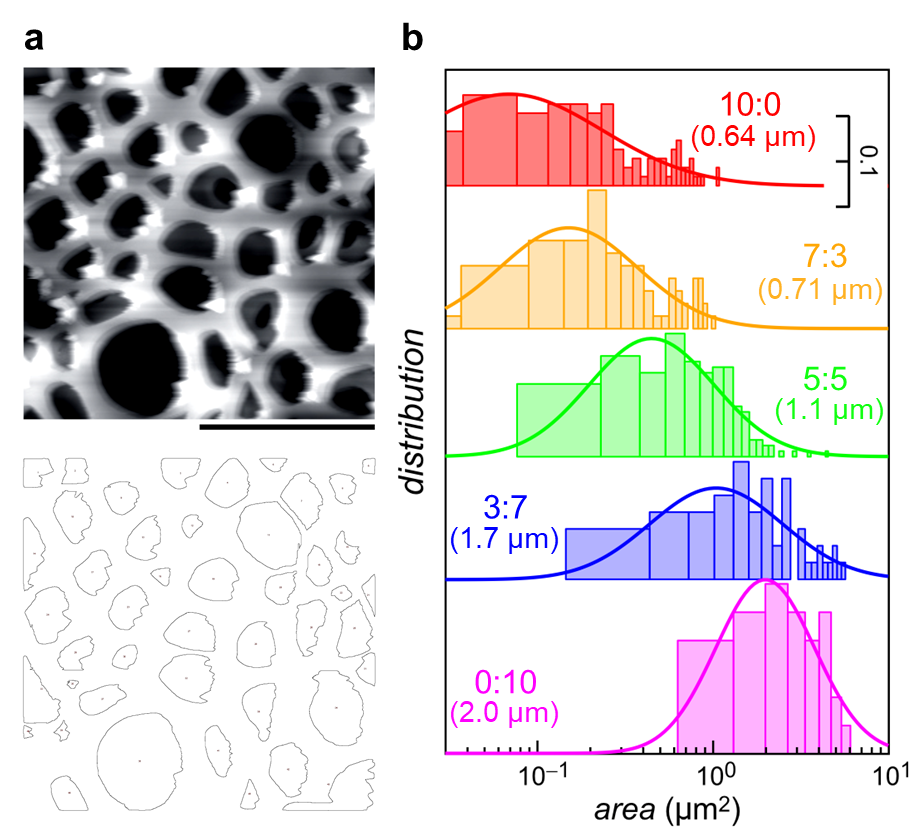 a
b
10:0
(0.64 µm)
0.1
7:3
(0.71 µm)
5:5
(1.1 µm)
3:7
(1.7 µm)
0:10
(2.0 µm)
distribution
10⁻¹
10⁰
10¹
area (µm²)